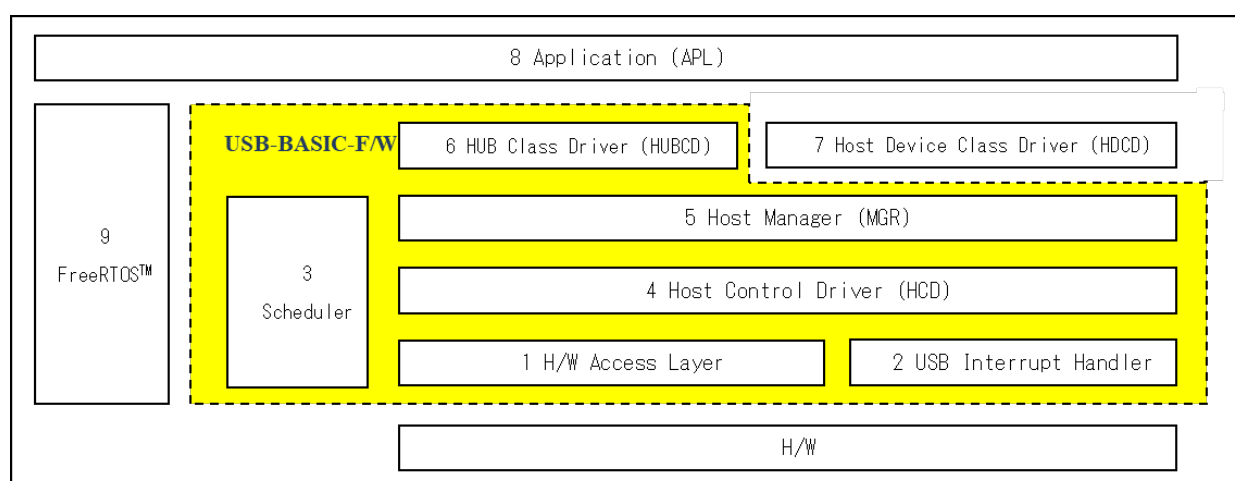 8 Application (APL)
USB-BASIC-F/W
6 HUB Class Driver (HUBCD)
7 Host Device Class Driver (HDCD)
5 Host Manager (MGR)
9
FreeRTOS™
3
Scheduler
4 Host Control Driver (HCD)
1 H/W Access Layer
2 USB Interrupt Handler
H/W